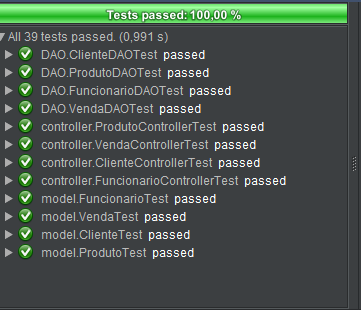 Tests passed: 100,00 %
All 39 tests passed. (0,991 s)
DAO.ClienteDAOTest passed
DAO.ProdutoDAOTest passed
DAO.FuncionarioDAOTest passed
DAO.VendaDAOTest passed
controller.ProdutoControllerTest passed
controller.VendaControllerTest passed
controller.ClienteControllerTest passed
controller.FuncionarioControllerTest passed
model.FuncionarioTest passed
model.VendaTest passed
model.ClienteTest passed
model.ProdutoTest passed